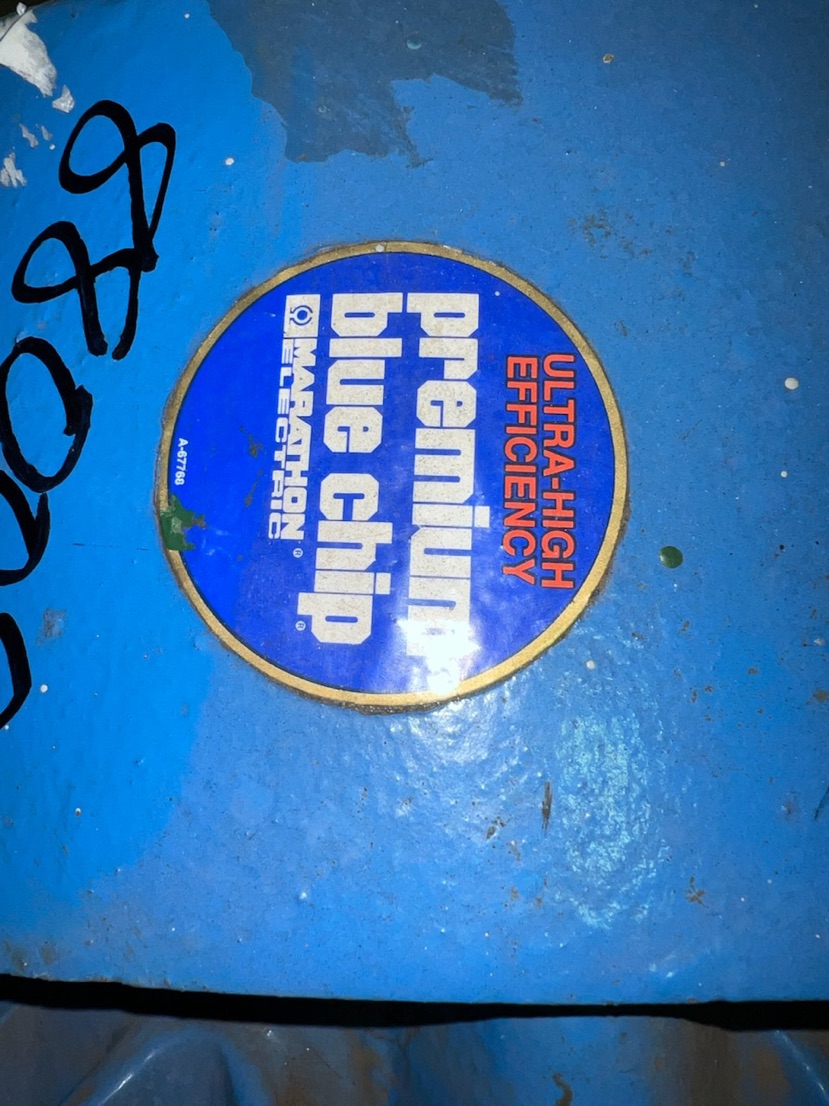 ULTRA-HIGH
EFFICIENCY
premium
blue chip®
MARATHON®
ELECTRIC
A-67768